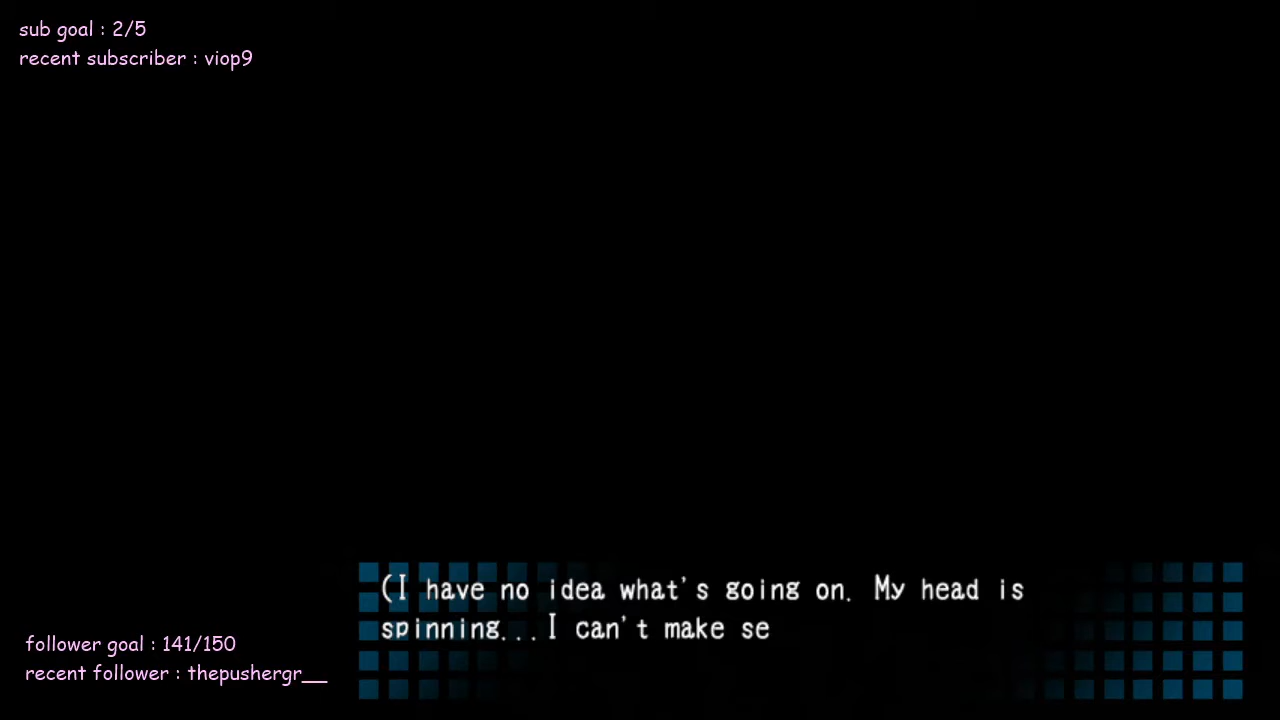 sub goal : 2/5
recent subscriber : viop9
(I have no idea what's going on. My head is
spinning...I can't make se
follower goal : 141/150
recent follower : thepushergr__